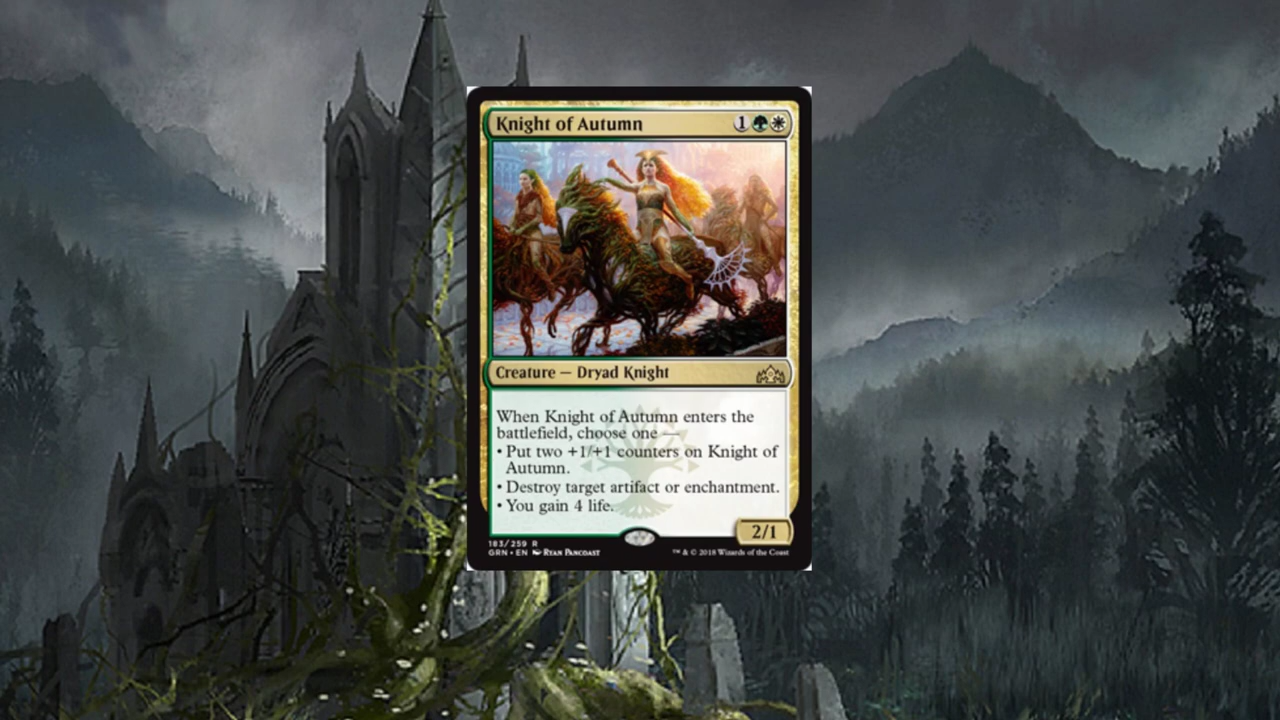 Knight of Autumn 1
Creature — Dryad Knight
When Knight of Autumn enters the
battlefield, choose one —
• Put two +1/+1 counters on Knight of
Autumn.
• Destroy target artifact or enchantment.
• You gain 4 life.
2/1
183/259 R
GRN • EN Ryan Pancoast
™ & © 2018 Wizards of the Coast